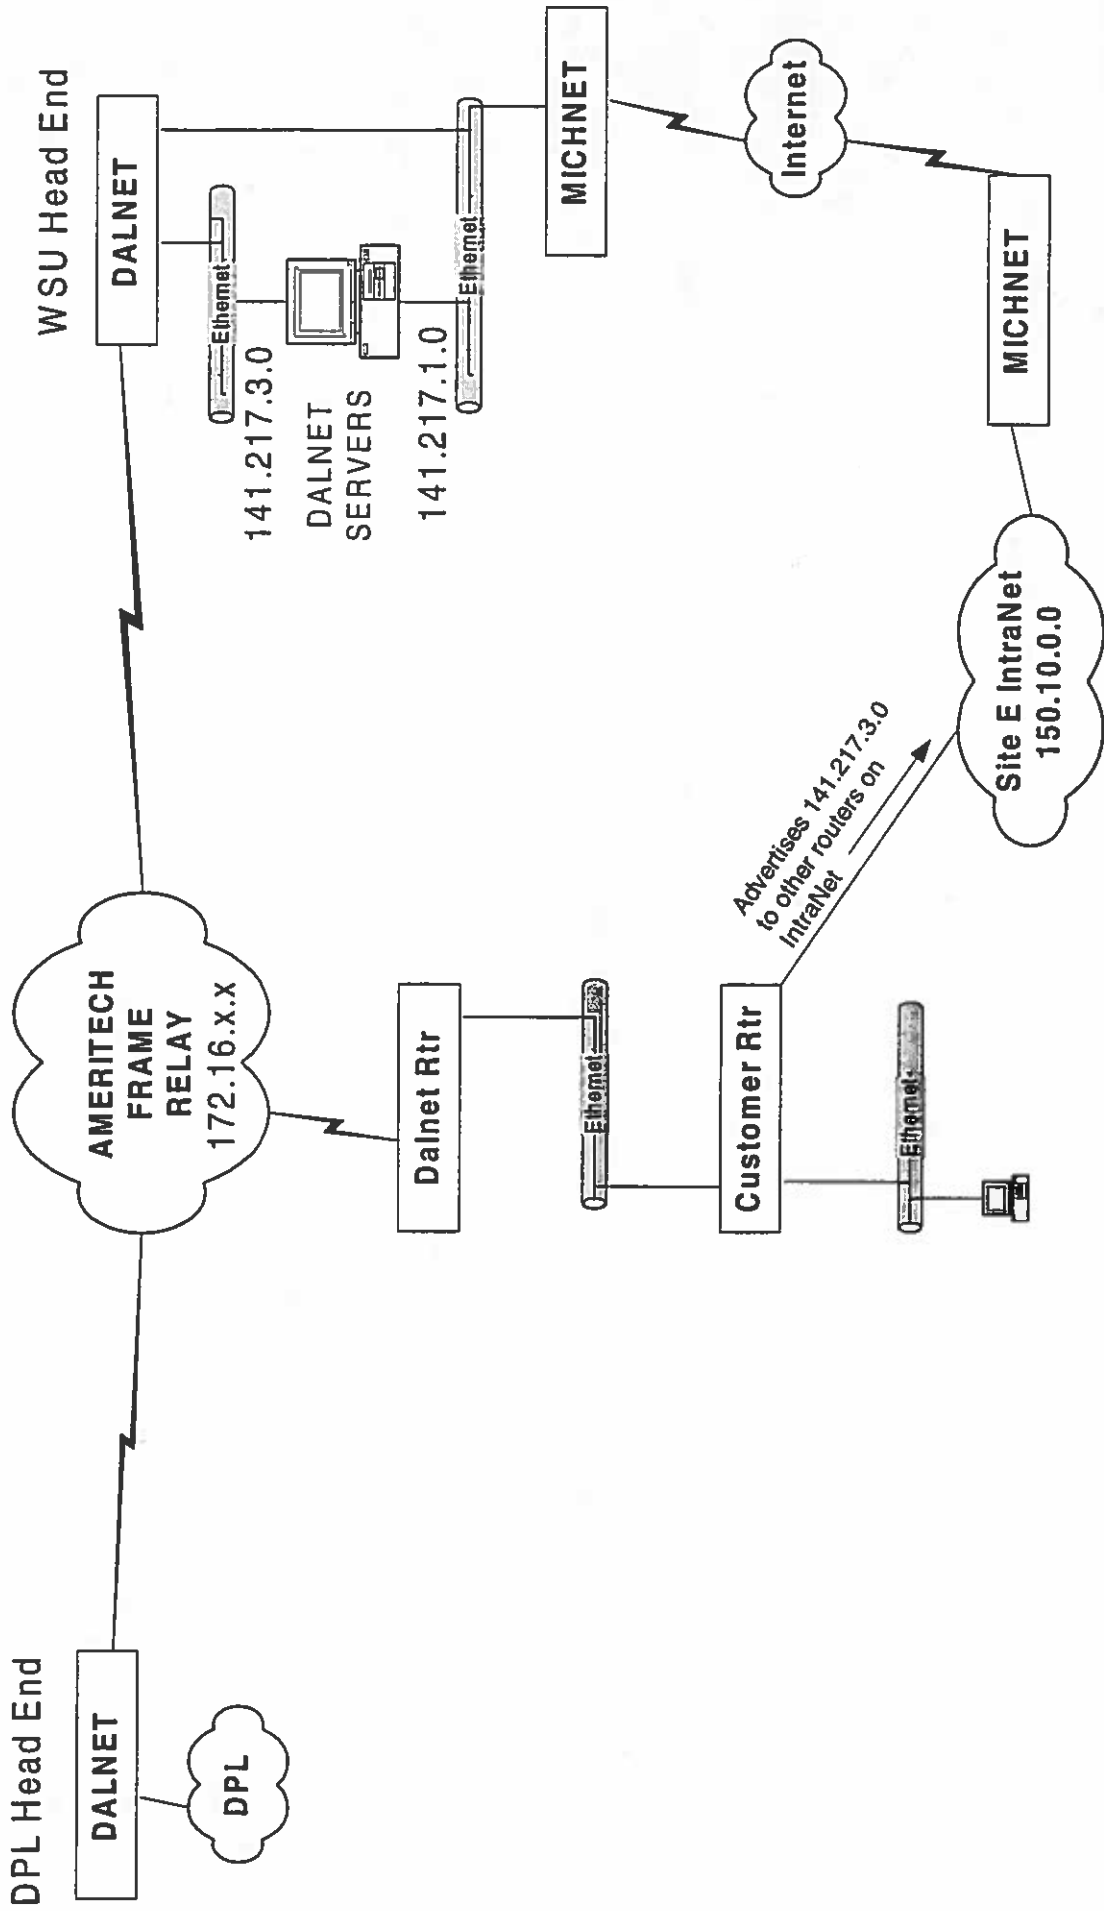 DPL Head End
DALNET
DPL
AMERITECH
FRAME
RELAY
172.16.x.x
WSU Head End
DALNET
Ethernet
141.217.3.0
DALNET
SERVERS
141.217.1.0
Ethernet
MICHNET
Internet
MICHNET
Dalnet Rtr
Ethernet
Customer Rtr
Ethernet
Advertises 141.217.3.0
to other routers on
IntraNet
Site E IntraNet
150.10.0.0